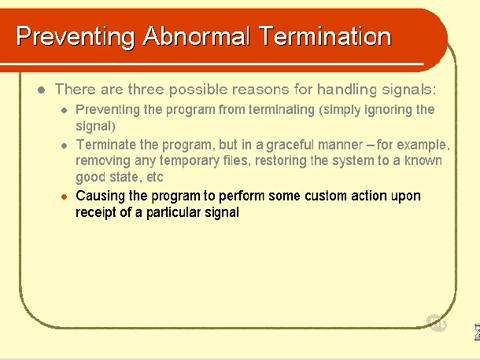 Preventing Abnormal Termination
There are three possible reasons for handling signals:
Preventing the program from terminating (simply ignoring the
signal)
Terminate the program, but in a graceful manner – for example,
removing any temporary files, restoring the system to a known
good state, etc
Causing the program to perform some custom action upon
receipt of a particular signal